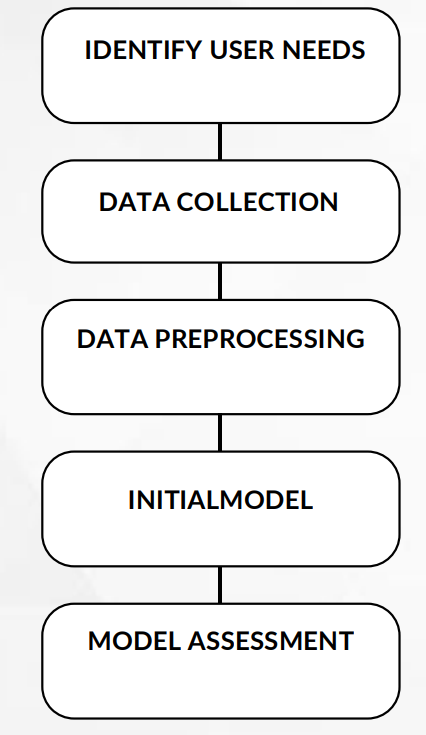 IDENTIFY USER NEEDS
DATA COLLECTION
DATA PREPROCESSING
INITIALMODEL
MODEL ASSESSMENT